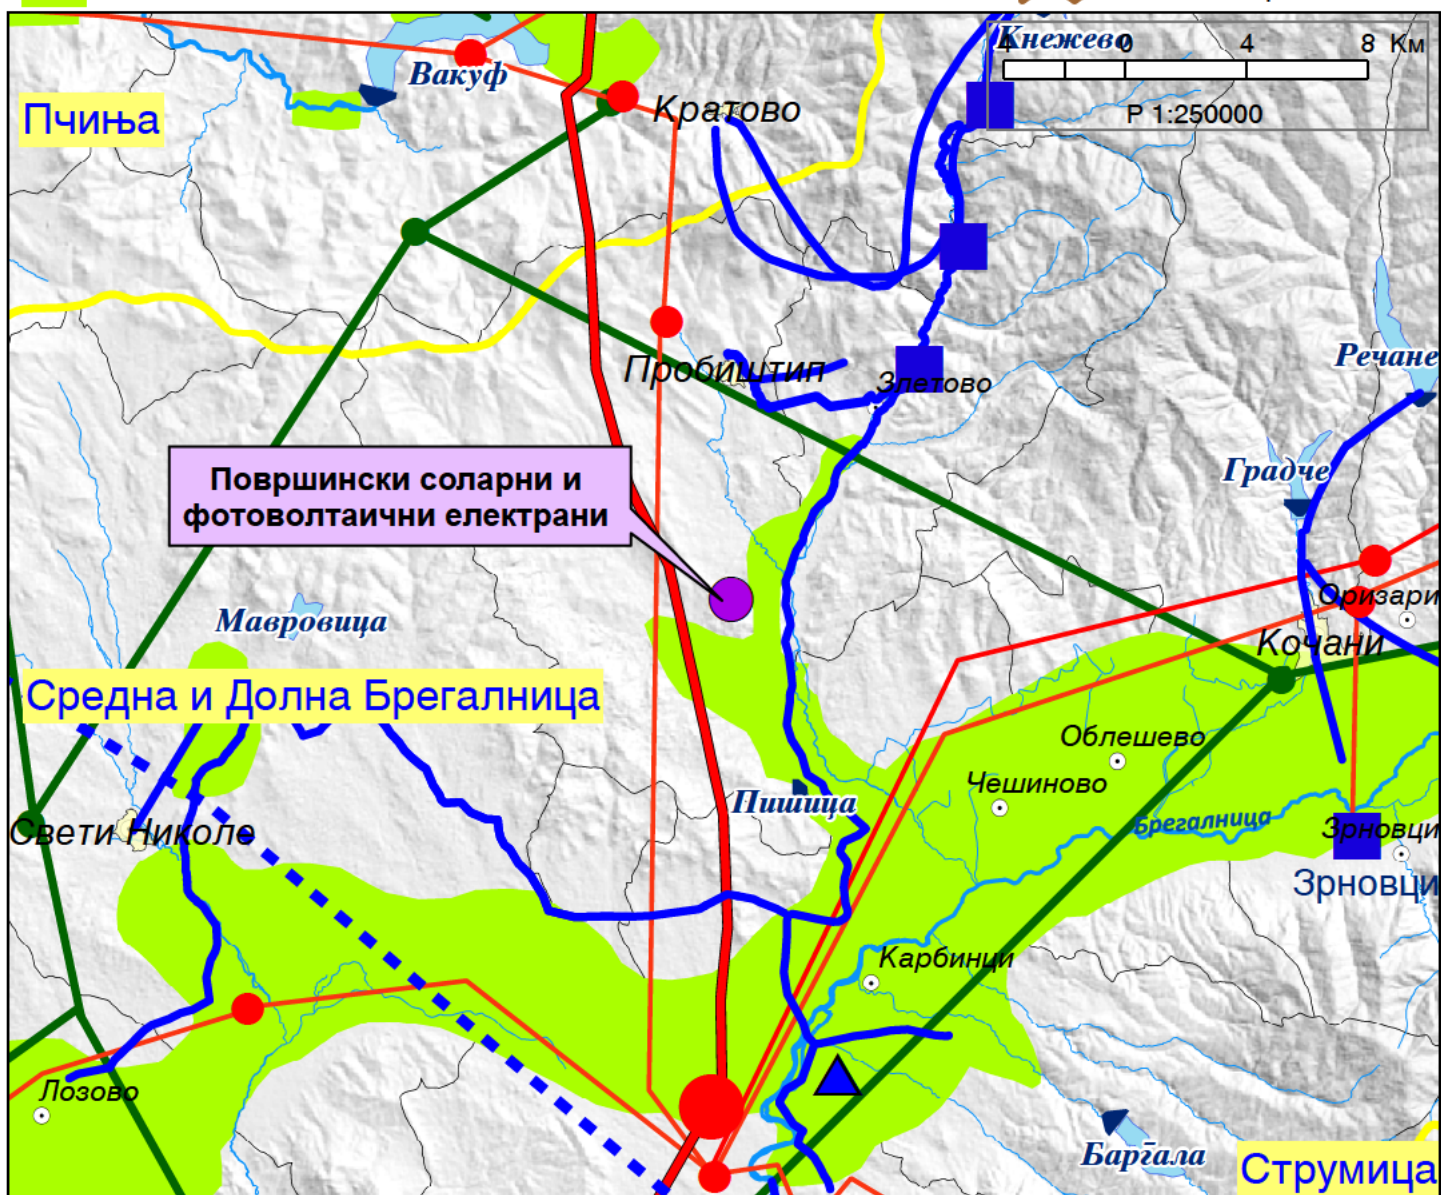 Кнежево
4 0 4 8 Км
Р 1:250000
Вакуф
Кратово
Пчиња
Речане
Пробиштип
Злетово
Градче
Површински соларни и
фотоволтаични електрани
Мавровица
Оризари
Кочани
Средна и Долна Брегалница
Облешево
Чешиново
Пишица
Брегалница
Зрновци
Свети Николе
Зрновци
Карбинци
Лозово
Баргала
Струмица